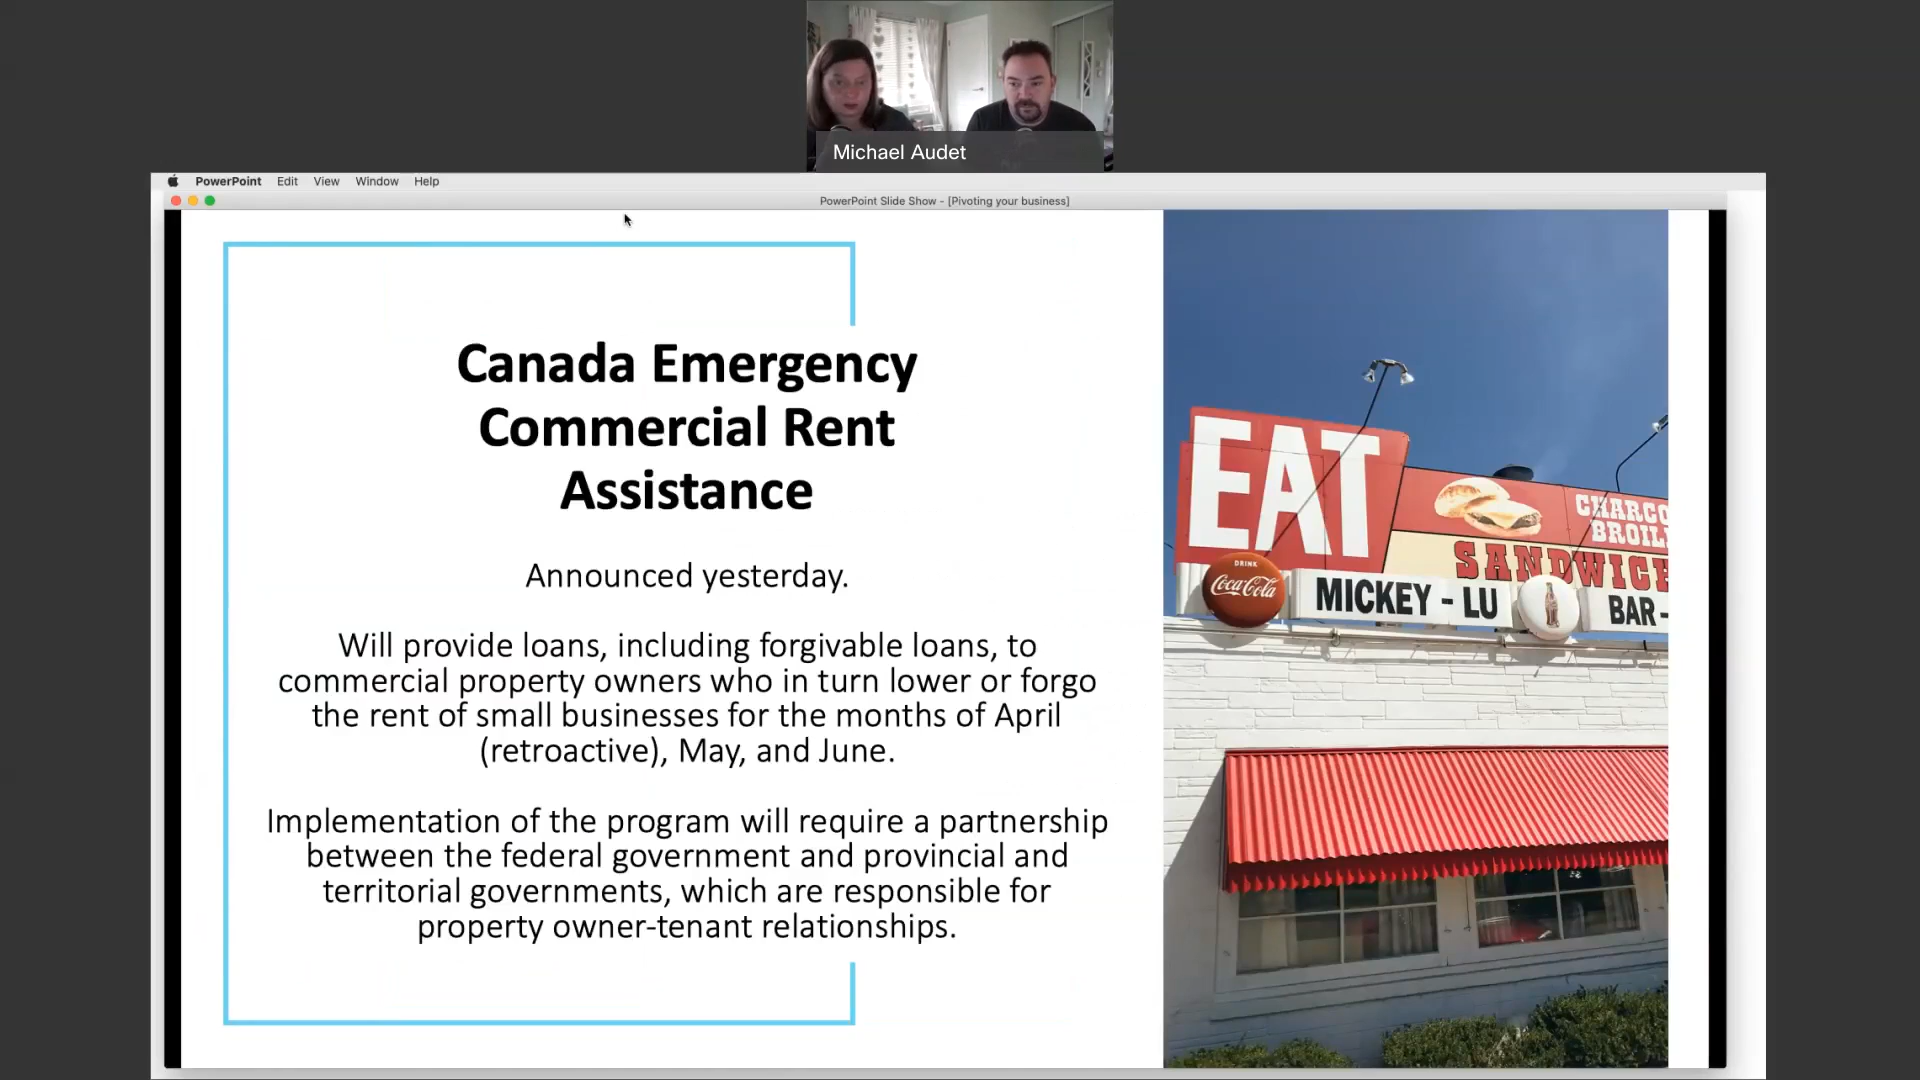 Michael Audet
PowerPoint Edit View Window Help
PowerPoint Slide Show - [Pivoting your business]
Canada Emergency
Commercial Rent
Assistance
Announced yesterday.
Will provide loans, including forgivable loans, to
commercial property owners who in turn lower or forgo
the rent of small businesses for the months of April
(retroactive), May, and June.
Implementation of the program will require a partnership
between the federal government and provincial and
territorial governments, which are responsible for
property owner-tenant relationships.
EAT
CHARCO
BROIL
SANDWICH
DRINK
Coca-Cola
MICKEY - LU
BAR -